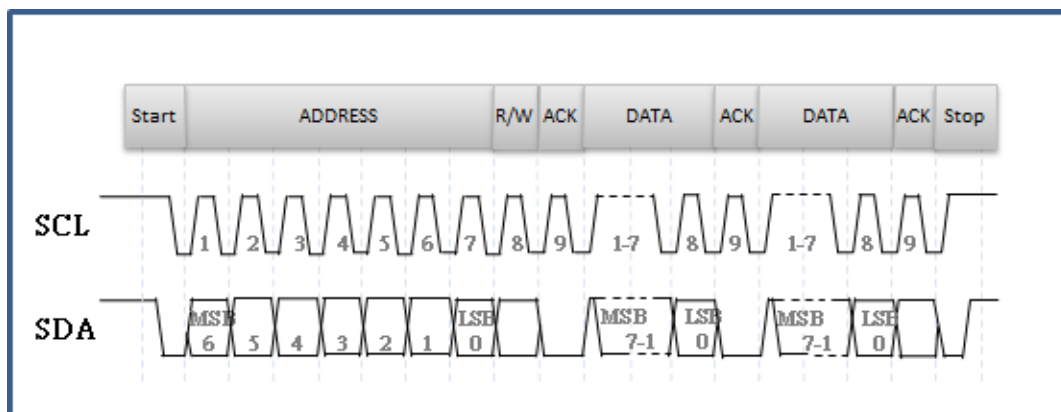 Start ADDRESS R/W ACK DATA ACK DATA ACK Stop
SCL 1 2 3 4 5 6 7 8 9 1-7 8 9 1-7 8 9
MSB LSB MSB LSB MSB LSB
SDA 6 5 4 3 2 1 0 7-1 0 7-1 0